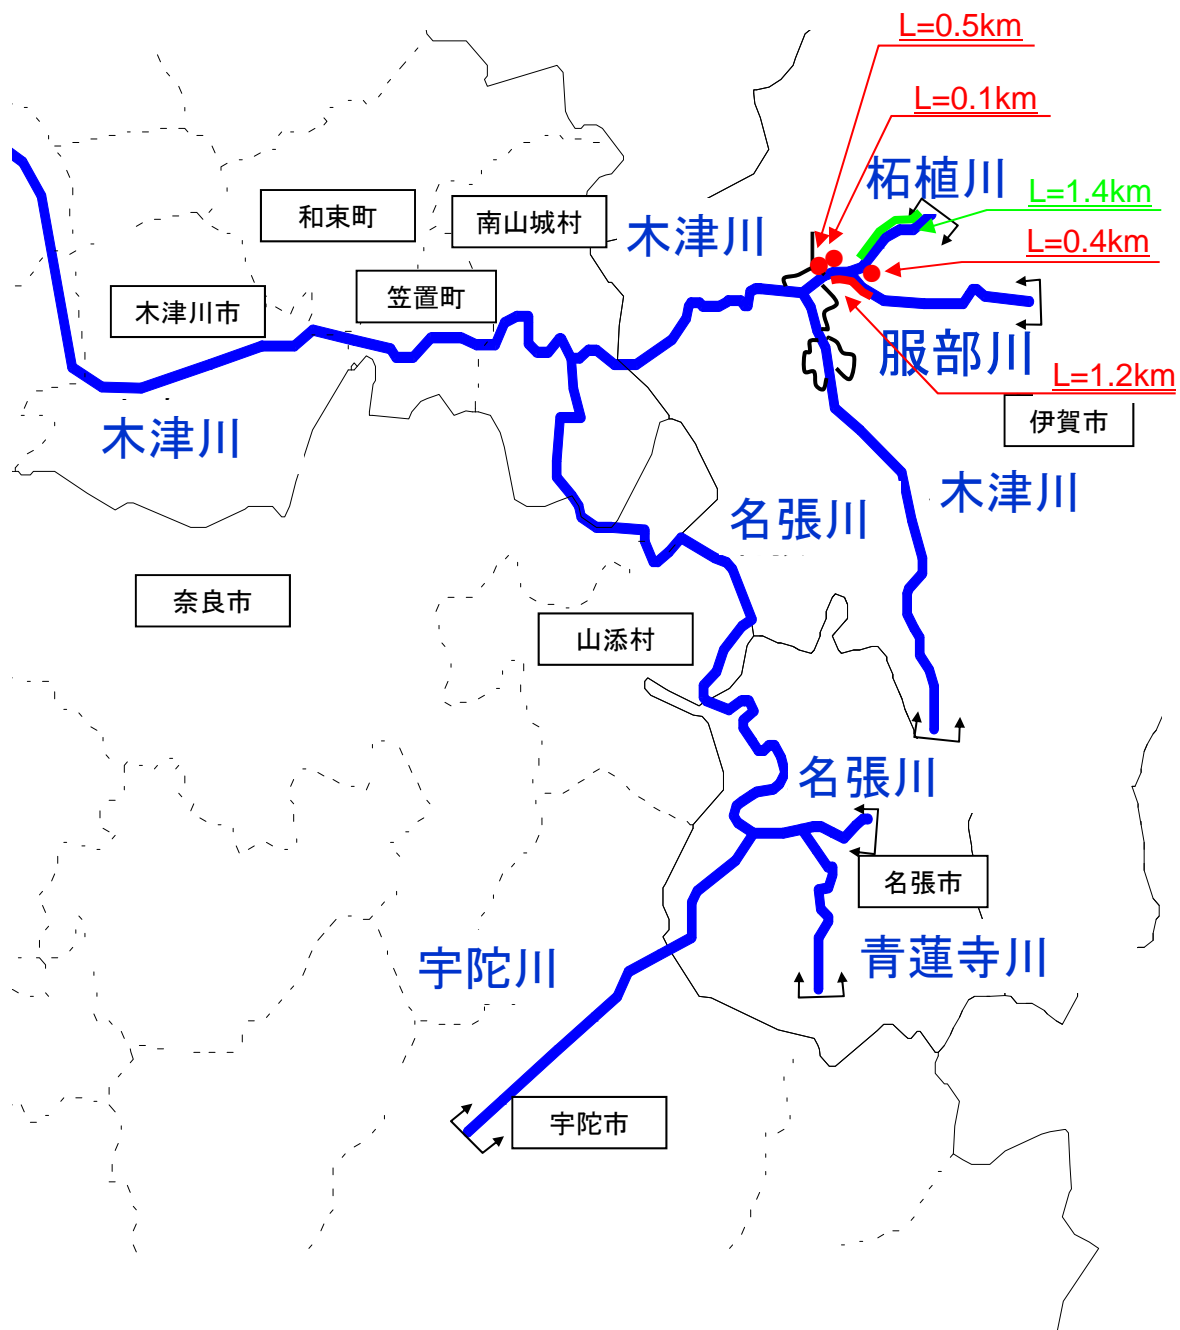 L=0.5km
L=0.1km
柘植川
L=1.4km
和束町
南山城村
木津川
L=0.4km
木津川市
笠置町
服部川
L=1.2km
木津川
伊賀市
木津川
名張川
奈良市
山添村
名張川
名張市
宇陀川
青蓮寺川
宇陀市